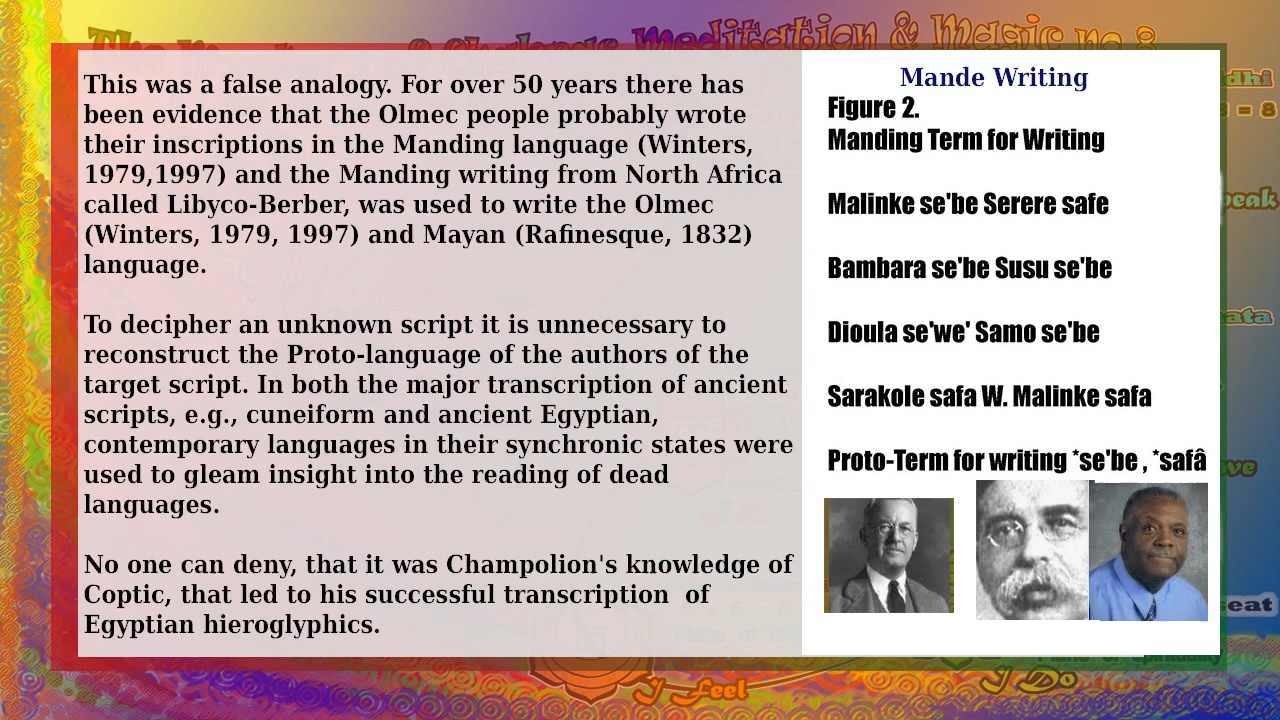 The M & Chakras Meditation & Magic no.8
This was a false analogy. For over 50 years there has
been evidence that the Olmec people probably wrote
their inscriptions in the Manding language (Winters,
1979,1997) and the Manding writing from North Africa
called Libyco-Berber, was used to write the Olmec
(Winters, 1979, 1997) and Mayan (Rafinesque, 1832)
language.
To decipher an unknown script it is unnecessary to
reconstruct the Proto-language of the authors of the
target script. In both the major transcription of ancient
scripts, e.g., cuneiform and ancient Egyptian,
contemporary languages in their synchronic states were
used to gleam insight into the reading of dead
languages.
No one can deny, that it was Champolion's knowledge of
Coptic, that led to his successful transcription of
Egyptian hieroglyphics.
Mande Writing
Figure 2.
Manding Term for Writing
Malinke se'be Serere safe
Bambara se'be Susu se'be
Dioula se'we' Samo se'be
Sarakole safa W. Malinke safa
Proto-Term for writing *se'be , *safâ
= 8
seat
I Feel
I Do